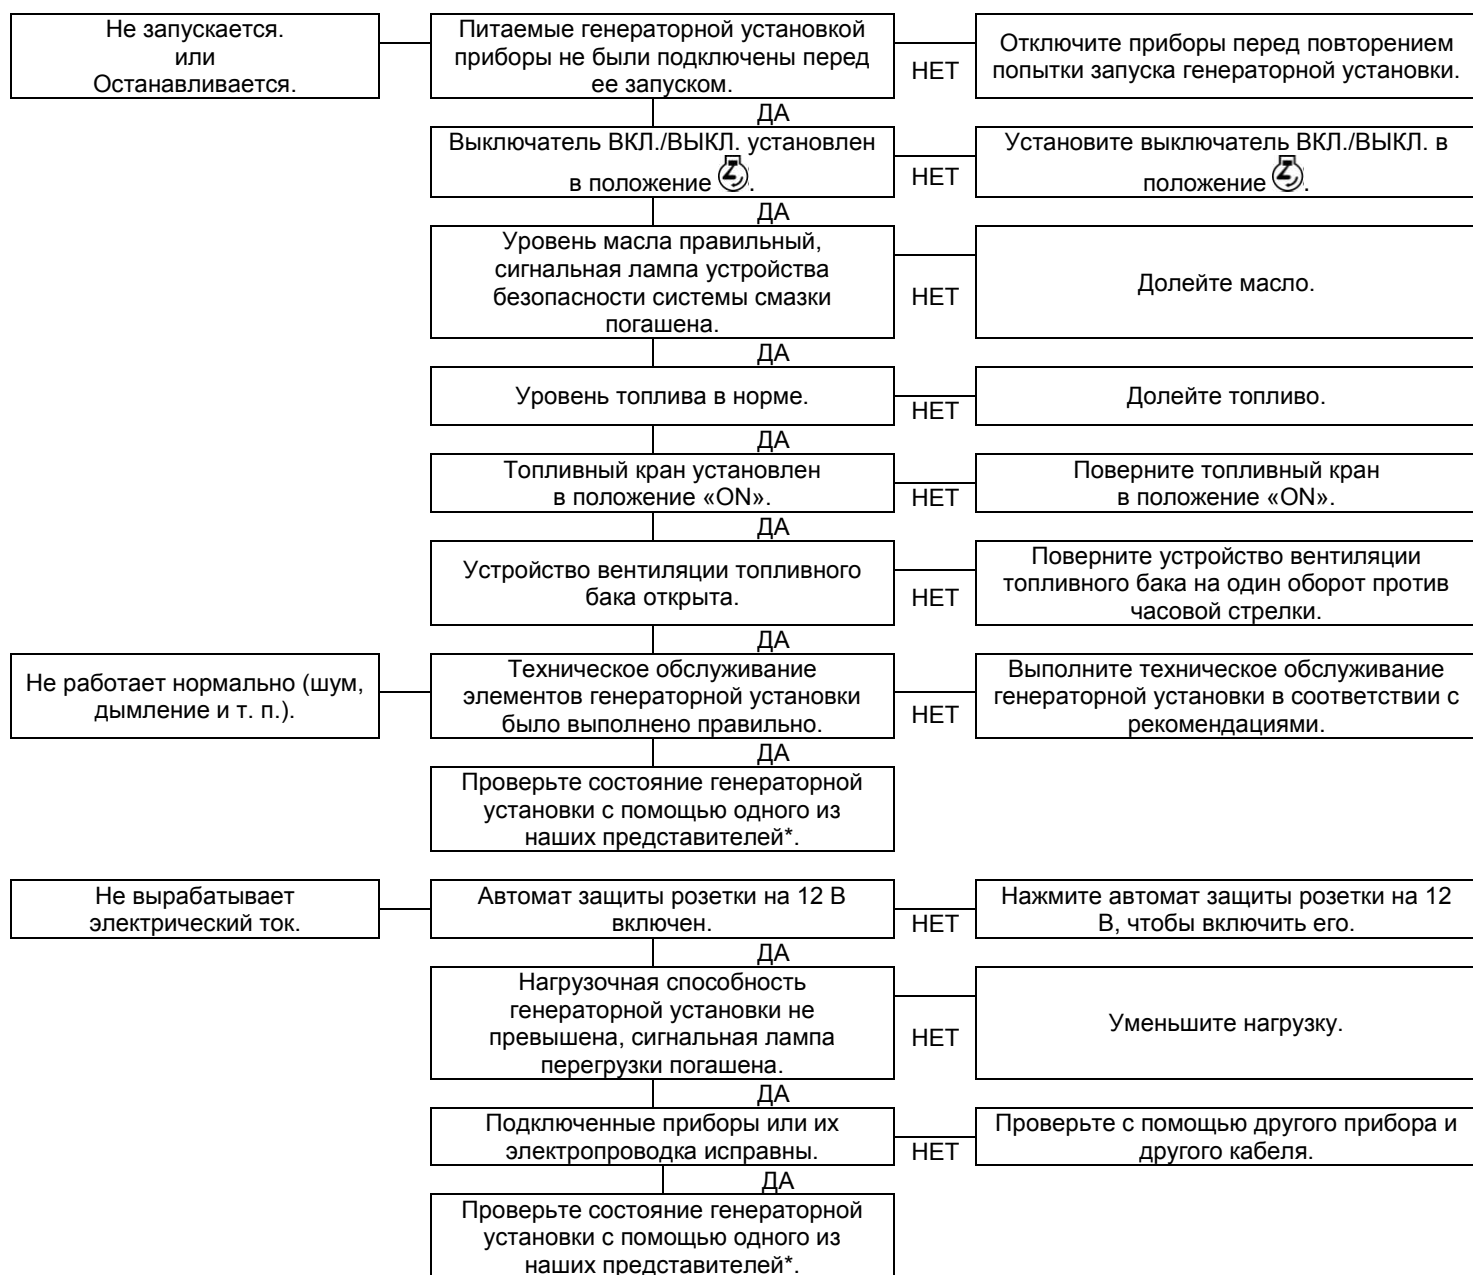 Не запускается.
или
Останавливается.
Питаемые генераторной установкой
приборы не были подключены перед
ее запуском.
НЕТ
Отключите приборы перед повторением
попытки запуска генераторной установки.
ДА
Выключатель ВКЛ./ВЫКЛ. установлен
в положение .
НЕТ
Установите выключатель ВКЛ./ВЫКЛ. в
положение .
ДА
Уровень масла правильный,
сигнальная лампа устройства
безопасности системы смазки
погашена.
НЕТ
Долейте масло.
ДА
Уровень топлива в норме.
НЕТ
Долейте топливо.
ДА
Топливный кран установлен
в положение «ON».
НЕТ
Поверните топливный кран
в положение «ON».
ДА
Устройство вентиляции топливного
бака открыта.
НЕТ
Поверните устройство вентиляции
топливного бака на один оборот против
часовой стрелки.
ДА
Не работает нормально (шум,
дымление и т. п.).
Техническое обслуживание
элементов генераторной установки
было выполнено правильно.
НЕТ
Выполните техническое обслуживание
генераторной установки в соответствии с
рекомендациями.
ДА
Проверьте состояние генераторной
установки с помощью одного из
наших представителей*.
Не вырабатывает
электрический ток.
Автомат защиты розетки на 12 В
включен.
НЕТ
Нажмите автомат защиты розетки на 12
В, чтобы включить его.
ДА
Нагрузочная способность
генераторной установки не
превышена, сигнальная лампа
перегрузки погашена.
НЕТ
Уменьшите нагрузку.
ДА
Подключенные приборы или их
электропроводка исправны.
НЕТ
Проверьте с помощью другого прибора и
другого кабеля.
ДА
Проверьте состояние генераторной
установки с помощью одного из
наших представителей*.